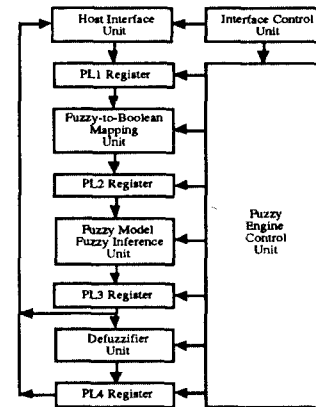 Host Interface
Unit
Interface Control
Unit
PL1 Register
Fuzzy-to-Boolean
Mapping
Unit
PL2 Register
Fuzzy Model
Fuzzy Inference
Unit
Fuzzy
Engine
Control
Unit
PL3 Register
Defuzzifier
Unit
PL4 Register